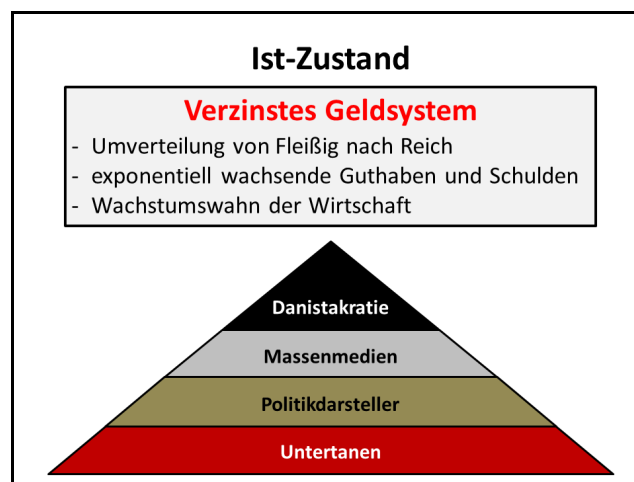 Ist-Zustand
Verzinstes Geldsystem
- Umverteilung von Fleißig nach Reich
- exponentiell wachsende Guthaben und Schulden
- Wachstumswahn der Wirtschaft
Danistakratie
Massenmedien
Politikdarsteller
Untertanen